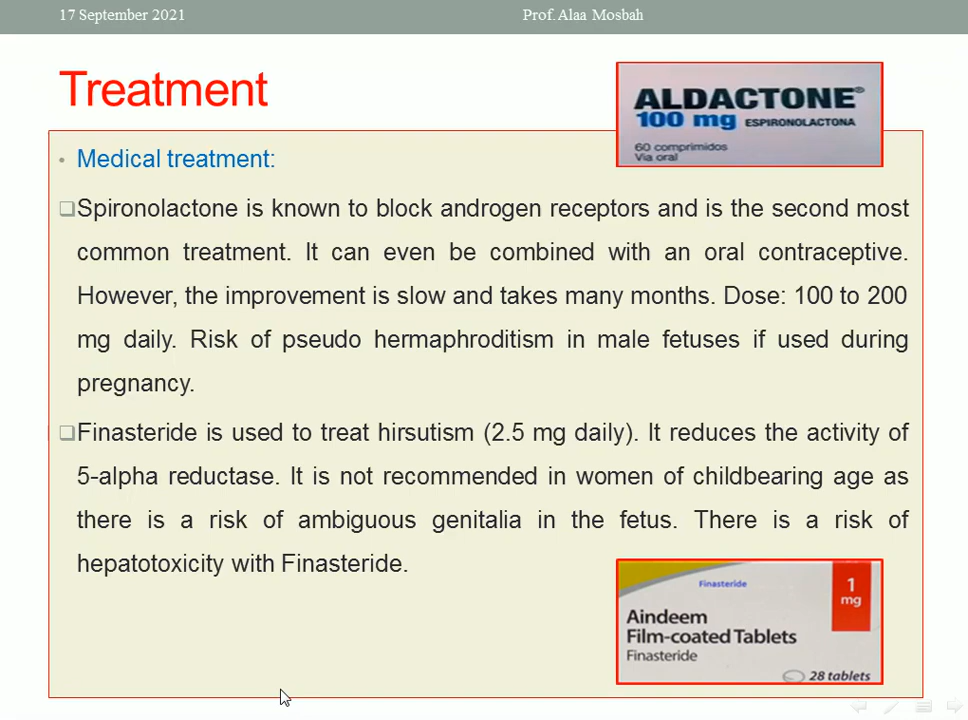 17 September 2021
Prof. Alaa Mosbah
Treatment
ALDACTONE®
100 mg ESPIRONOLACTONA
60 comprimidos
Via oral
• Medical treatment:
❑Spironolactone is known to block androgen receptors and is the second most
common treatment. It can even be combined with an oral contraceptive.
However, the improvement is slow and takes many months. Dose: 100 to 200
mg daily. Risk of pseudo hermaphroditism in male fetuses if used during
pregnancy.
❑Finasteride is used to treat hirsutism (2.5 mg daily). It reduces the activity of
5-alpha reductase. It is not recommended in women of childbearing age as
there is a risk of ambiguous genitalia in the fetus. There is a risk of
hepatotoxicity with Finasteride.
Finasteride
1
mg
Aindeem
Film-coated Tablets
Finasteride
28 tablets